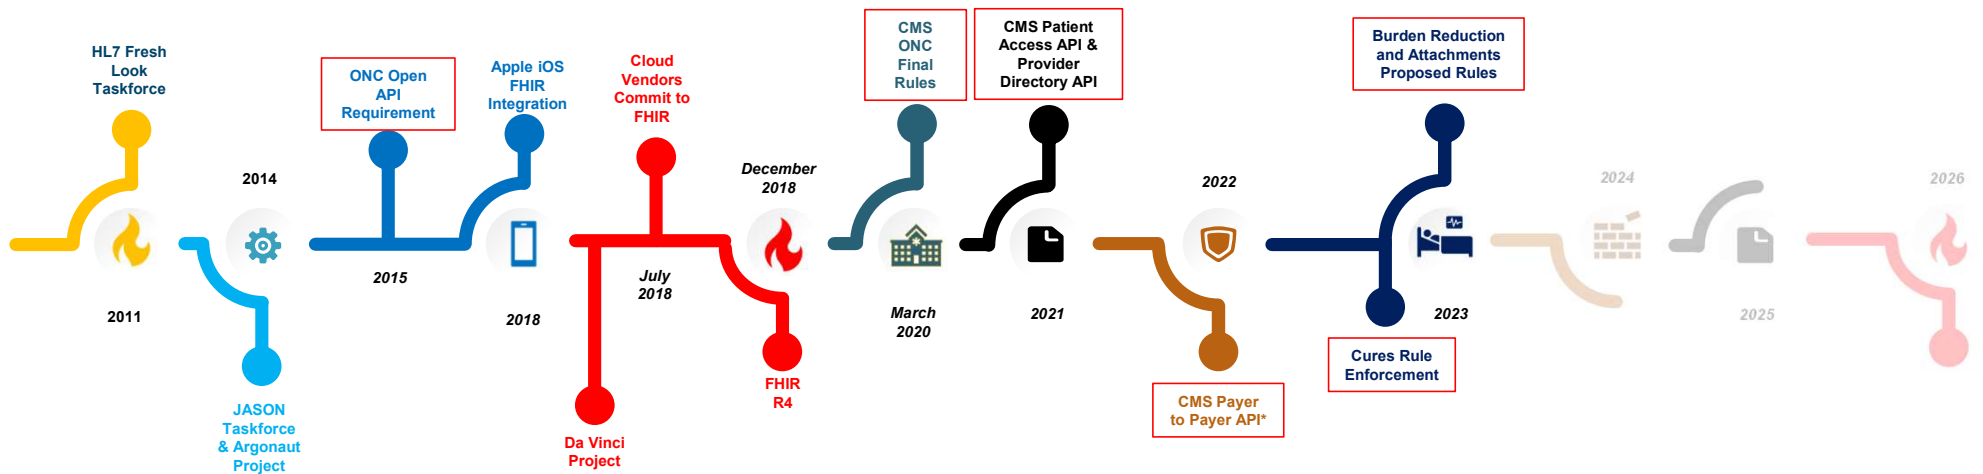 HL7 Fresh
Look
Taskforce
2011
2014
JASON
Taskforce
& Argonaut
Project
ONC Open
API
Requirement
2015
Apple iOS
FHIR
Integration
2018
Da Vinci
Project
Cloud
Vendors
Commit to
FHIR
July
2018
December
2018
FHIR
R4
CMS
ONC
Final
Rules
March
2020
CMS Patient
Access API &
Provider
Directory API
2021
2022
CMS Payer
to Payer API*
Burden Reduction
and Attachments
Proposed Rules
2023
Cures Rule
Enforcement
2024
2025
2026